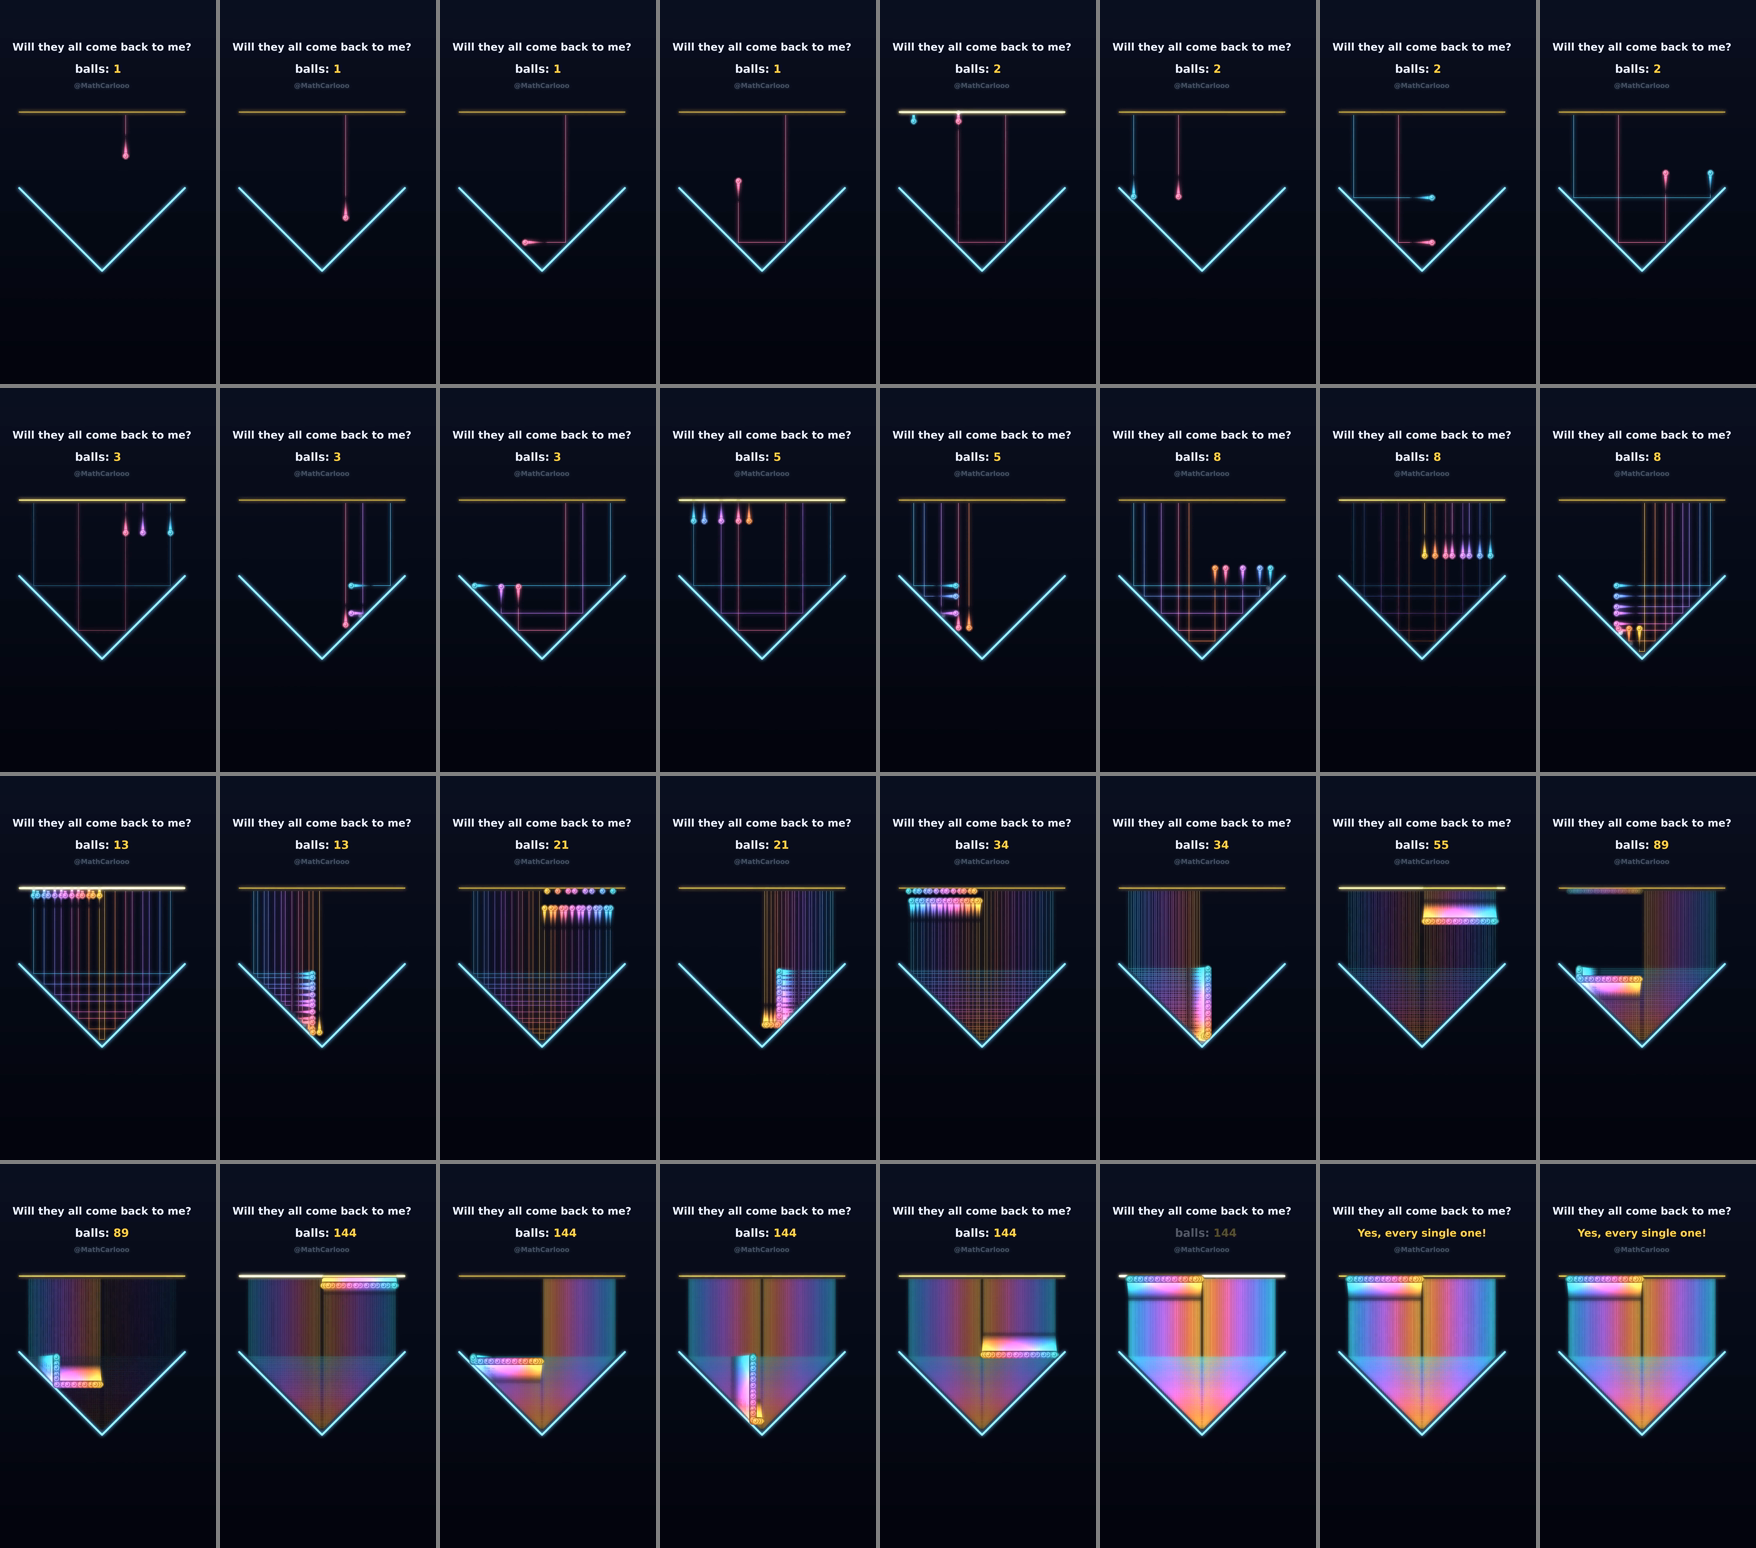 Will they all come back to me?
balls: 1
@MathCarlooo
Will they all come back to me?
balls: 1
@MathCarlooo
Will they all come back to me?
balls: 1
@MathCarlooo
Will they all come back to me?
balls: 1
@MathCarlooo
Will they all come back to me?
balls: 2
@MathCarlooo
Will they all come back to me?
balls: 2
@MathCarlooo
Will they all come back to me?
balls: 2
@MathCarlooo
Will they all come back to me?
balls: 2
@MathCarlooo
Will they all come back to me?
balls: 3
@MathCarlooo
Will they all come back to me?
balls: 3
@MathCarlooo
Will they all come back to me?
balls: 3
@MathCarlooo
Will they all come back to me?
balls: 5
@MathCarlooo
Will they all come back to me?
balls: 5
@MathCarlooo
Will they all come back to me?
balls: 8
@MathCarlooo
Will they all come back to me?
balls: 8
@MathCarlooo
Will they all come back to me?
balls: 8
@MathCarlooo
Will they all come back to me?
balls: 13
@MathCarlooo
Will they all come back to me?
balls: 13
@MathCarlooo
Will they all come back to me?
balls: 21
@MathCarlooo
Will they all come back to me?
balls: 21
@MathCarlooo
Will they all come back to me?
balls: 34
@MathCarlooo
Will they all come back to me?
balls: 34
@MathCarlooo
Will they all come back to me?
balls: 55
@MathCarlooo
Will they all come back to me?
balls: 89
@MathCarlooo
Will they all come back to me?
balls: 89
@MathCarlooo
Will they all come back to me?
balls: 144
@MathCarlooo
Will they all come back to me?
balls: 144
@MathCarlooo
Will they all come back to me?
balls: 144
@MathCarlooo
Will they all come back to me?
balls: 144
@MathCarlooo
Will they all come back to me?
balls: 144
@MathCarlooo
Will they all come back to me?
Yes, every single one!
@MathCarlooo
Will they all come back to me?
Yes, every single one!
@MathCarlooo